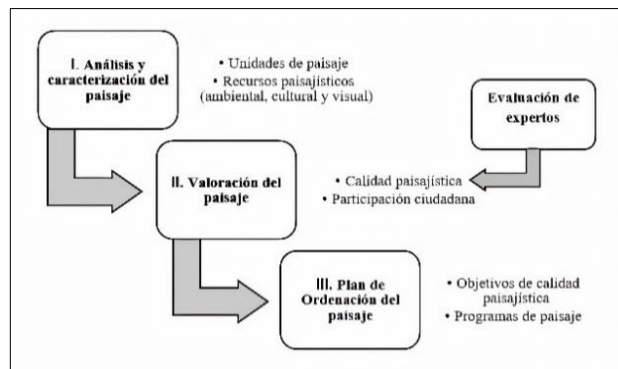 I. Análisis y
caracterización del
paisaje
• Unidades de paisaje
• Recursos paisajísticos
(ambiental, cultural y visual)
Evaluación de
expertos
II. Valoración del
paisaje
• Calidad paisajística
• Participación ciudadana
III. Plan de
Ordenación del
paisaje
• Objetivos de calidad
paisajística
• Programas de paisaje